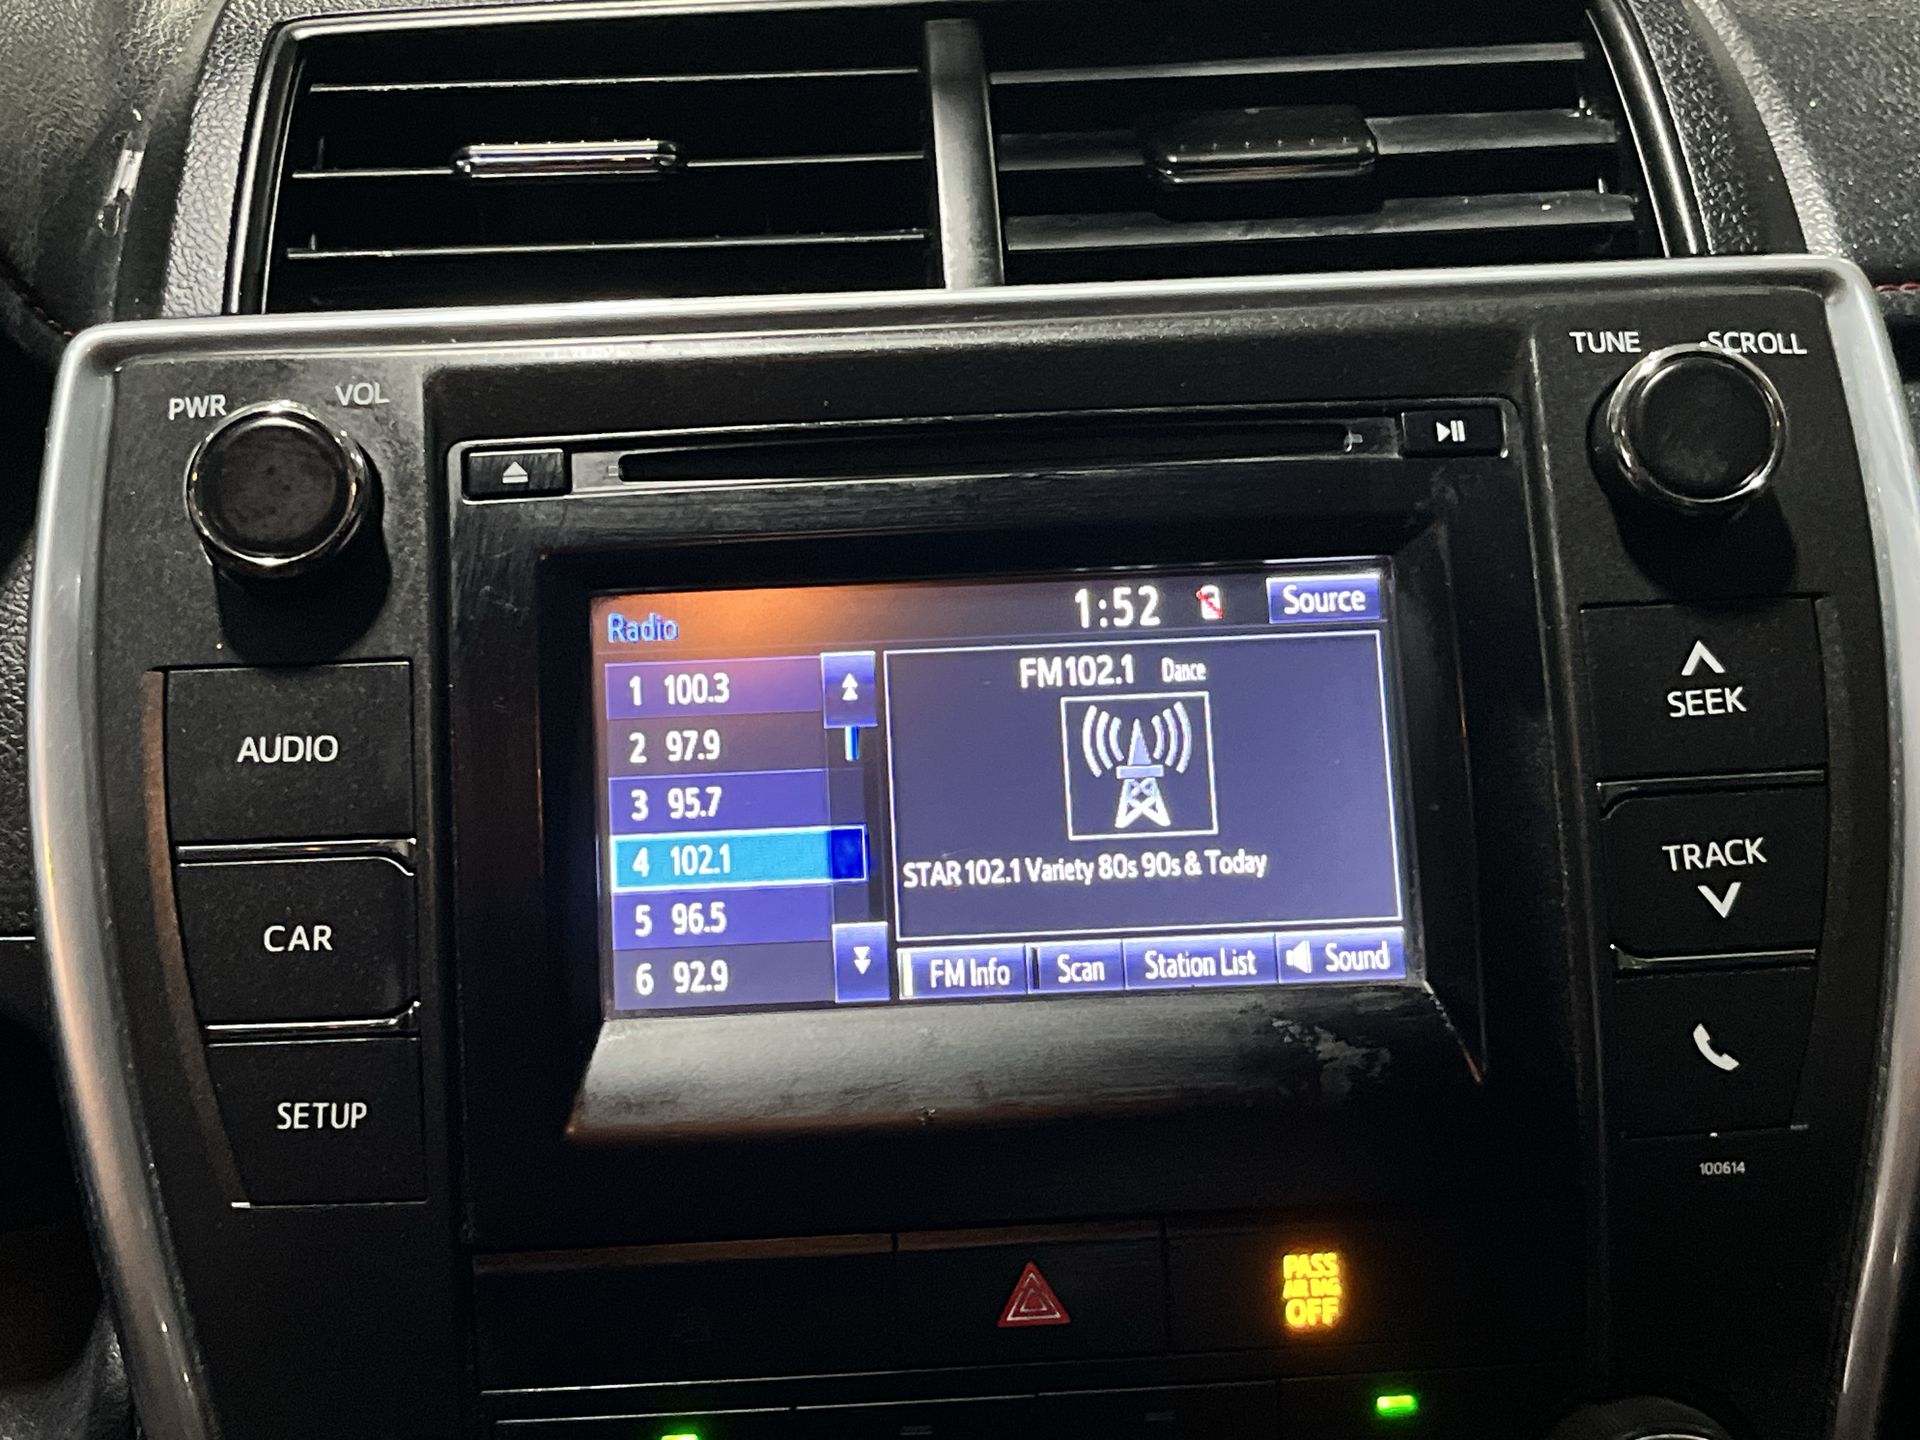 TUNE SCROLL
PWR VOL
Radio 1:52 Source
1 100.3
2 97.9
3 95.7
4 102.1
5 96.5
6 92.9
FM102.1 Dance
STAR 102.1 Variety 80s 90s & Today
FM Info Scan Station List Sound
AUDIO
CAR
SETUP
SEEK
TRACK
100614
PASS
AIR BAG
OFF